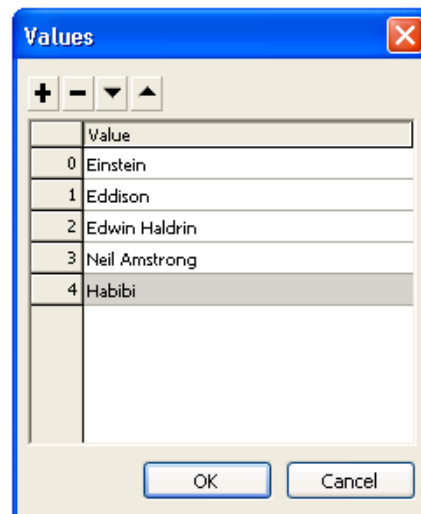 Values
Value
0 Einstein
1 Eddison
2 Edwin Haldrin
3 Neil Amstrong
4 Habibi
OK Cancel